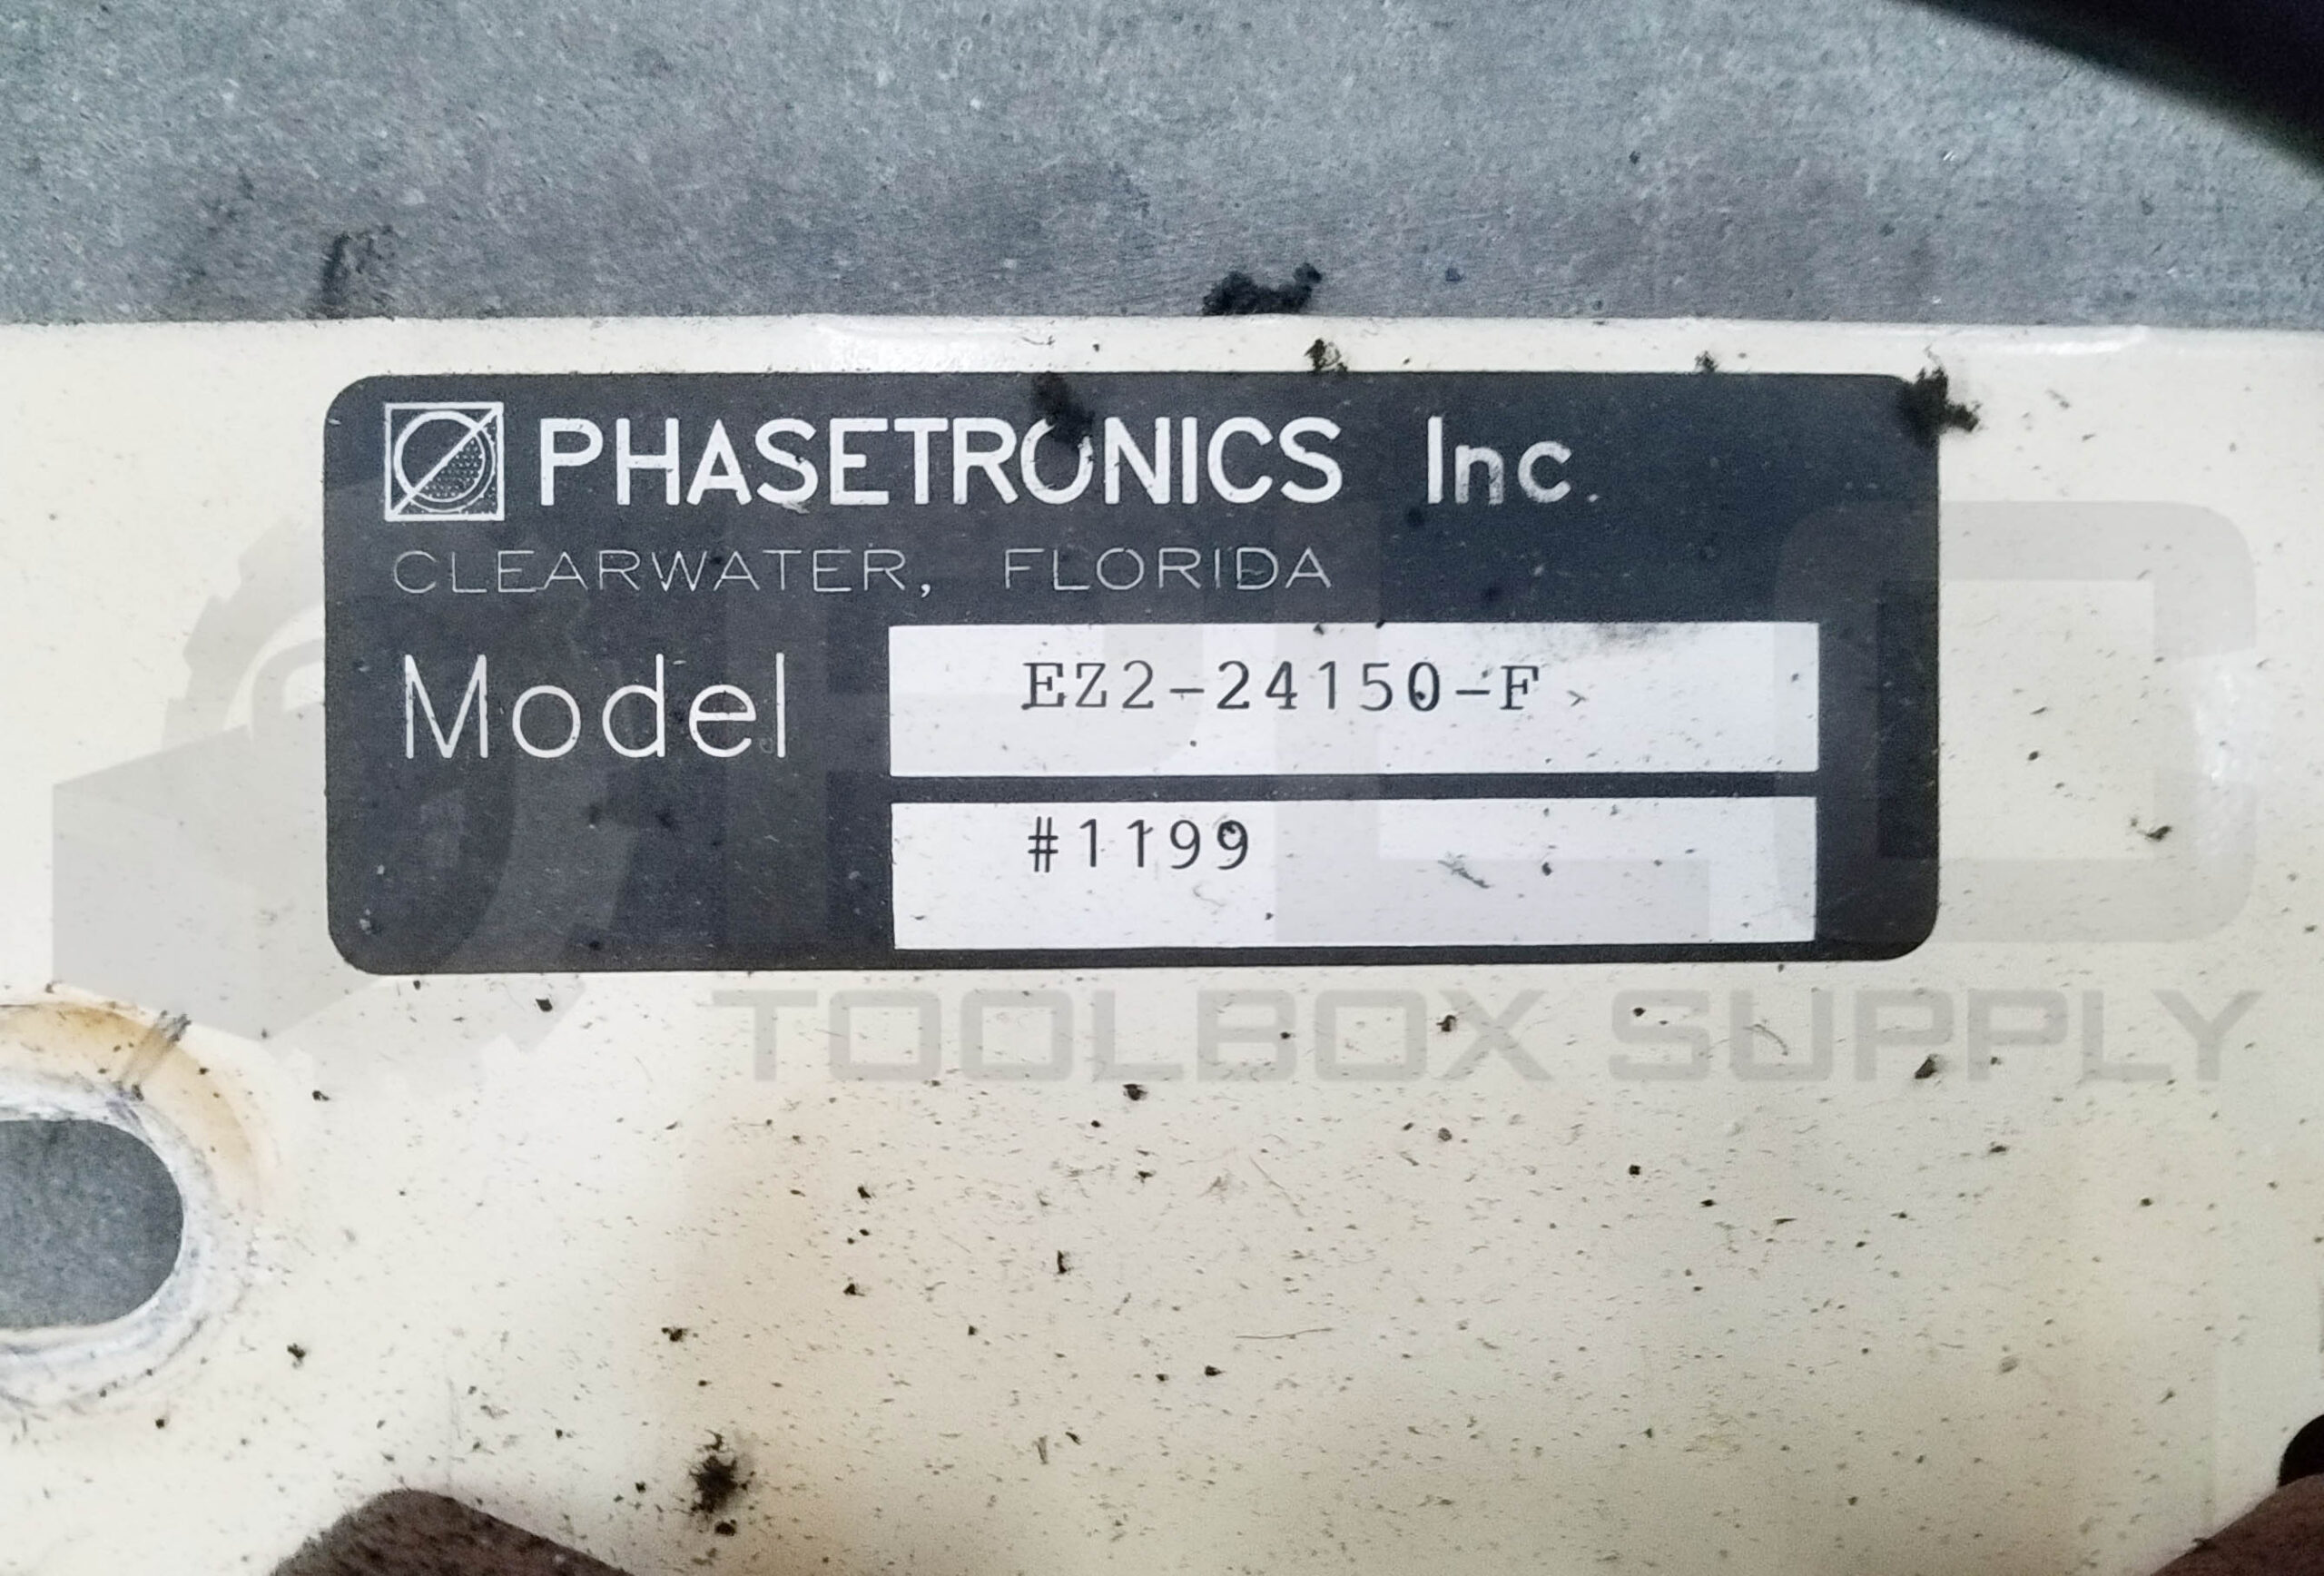 PHASETRONICS Inc.
CLEARWATER, FLORIDA
Model EZ2-24150-F
#1199
TOOLBOX SUPPLY